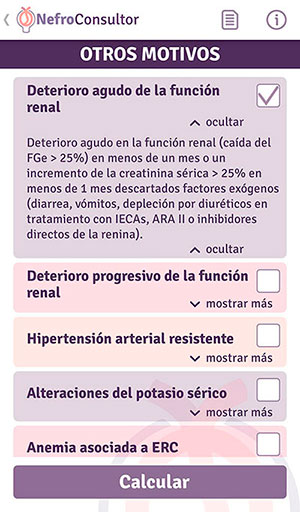 NefroConsultor
OTROS MOTIVOS
Deterioro agudo de la función
renal
ocultar
Deterioro agudo en la función renal (caída del
FGe > 25%) en menos de un mes o un
incremento de la creatinina sérica > 25% en
menos de 1 mes descartados factores exógenos
(diarrea, vómitos, depleción por diuréticos en
tratamiento con IECAs, ARA II o inhibidores
directos de la renina).
ocultar
Deterioro progresivo de la función
renal
mostrar más
Hipertensión arterial resistente
mostrar más
Alteraciones del potasio sérico
mostrar más
Anemia asociada a ERC
Calcular